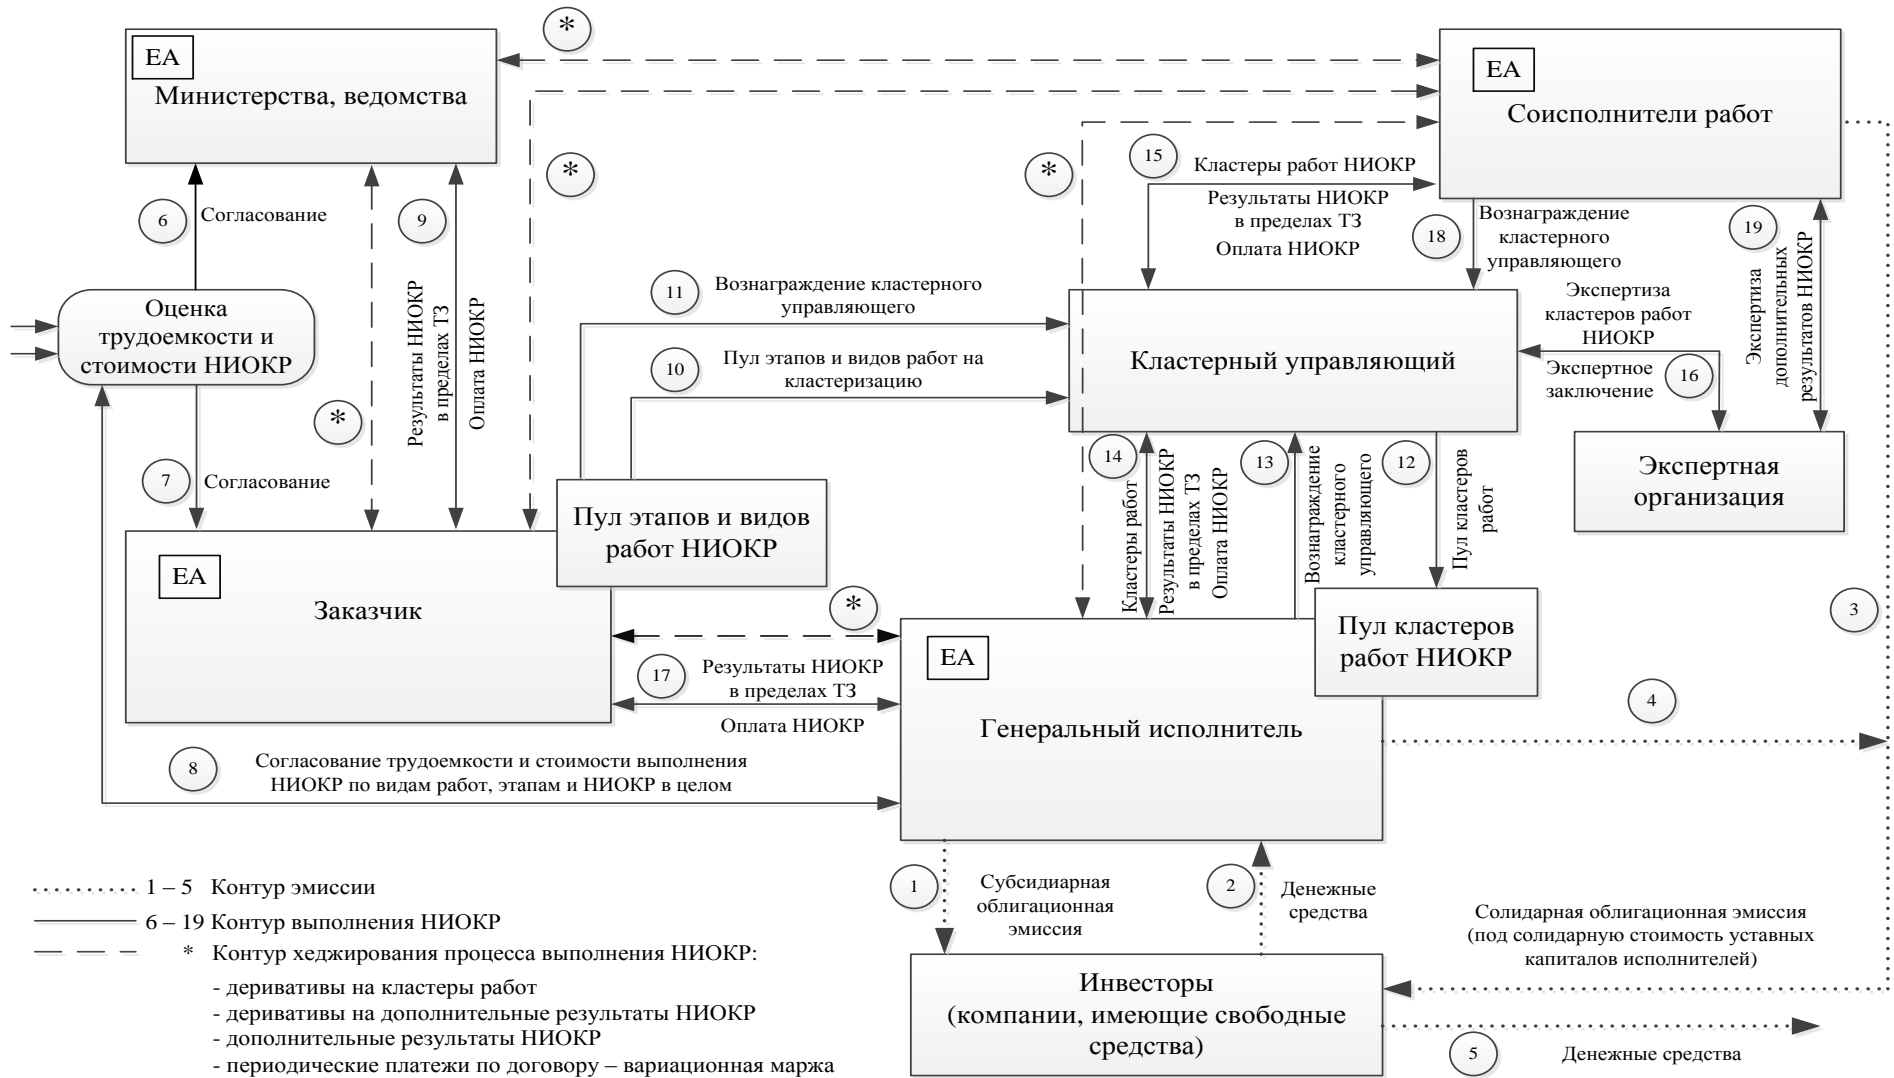 *
ЕА
Министерства, ведомства
ЕА
Соисполнители работ
*
*
15
Кластеры работ НИОКР
Результаты НИОКР
в пределах ТЗ
Оплата НИОКР
6
Согласование
9
Результаты НИОКР
в пределах ТЗ
Оплата НИОКР
*
18
Вознаграждение
кластерного
управляющего
19
Экспертиза
дополнительных
результатов НИОКР
Оценка
трудоемкости и
стоимости НИОКР
11
Вознаграждение кластерного
управляющего
10
Пул этапов и видов работ на
кластеризацию
Кластерный управляющий
Экспертиза
кластеров работ
НИОКР
Экспертное
заключение
16
7
Согласование
14
Кластеры работ
Результаты НИОКР
в пределах ТЗ
Оплата НИОКР
13
Вознаграждение
кластерного
управляющего
12
Пул кластеров
работ
Экспертная
организация
Пул этапов и видов
работ НИОКР
ЕА
Заказчик
*
17
Результаты НИОКР
в пределах ТЗ
Оплата НИОКР
ЕА
Генеральный исполнитель
Пул кластеров
работ НИОКР
3
4
8
Согласование трудоемкости и стоимости выполнения
НИОКР по видам работ, этапам и НИОКР в целом
1
Субсидиарная
облигационная
эмиссия
2
Денежные
средства
Солидарная облигационная эмиссия
(под солидарную стоимость уставных
капиталов исполнителей)
Инвесторы
(компании, имеющие свободные
средства)
5
Денежные средства
1 – 5 Контур эмиссии
6 – 19 Контур выполнения НИОКР
* Контур хеджирования процесса выполнения НИОКР:
- деривативы на кластеры работ
- деривативы на дополнительные результаты НИОКР
- дополнительные результаты НИОКР
- периодические платежи по договору – вариационная маржа